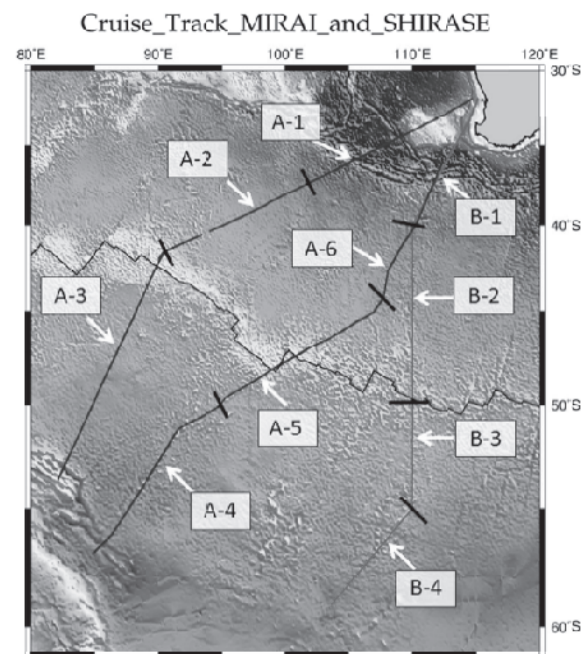 Cruise_Track_MIRAI_and_SHIRASE
80°E 90°E 100°E 110°E 120°E
30°S
A-1
A-2
B-1
40°S
A-6
A-3
B-2
50°S
A-5
B-3
A-4
B-4
60°S